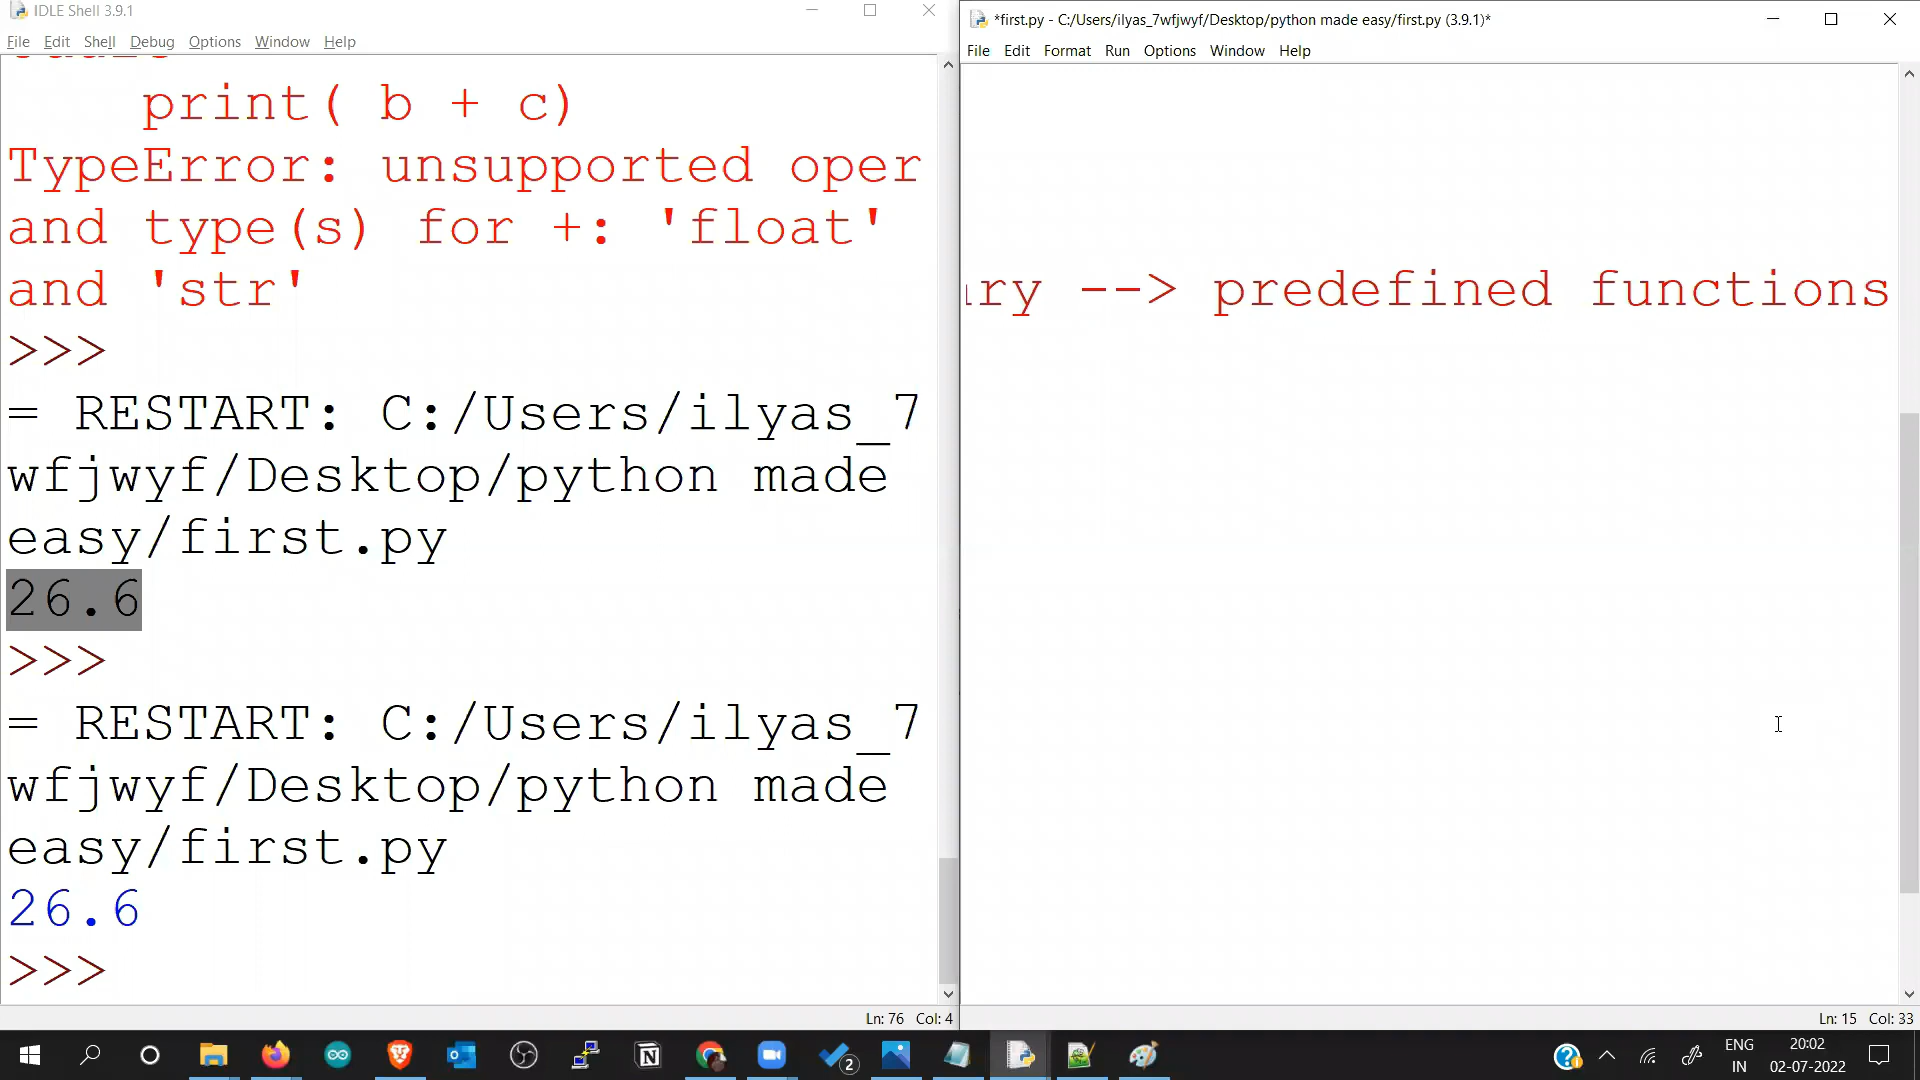 IDLE Shell 3.9.1
File Edit Shell Debug Options Window Help
print( b + c)
TypeError: unsupported oper
and type(s) for +: 'float'
and 'str'
>>>
= RESTART: C:/Users/ilyas_7
wfjwyf/Desktop/python made
easy/first.py
26.6
>>>
= RESTART: C:/Users/ilyas_7
wfjwyf/Desktop/python made
easy/first.py
26.6
>>>
Ln: 76 Col: 4
*first.py - C:/Users/ilyas_7wfjwyf/Desktop/python made easy/first.py (3.9.1)*
File Edit Format Run Options Window Help
ry --> predefined functions
Ln: 15 Col: 33
2
ENG
IN
20:02
02-07-2022